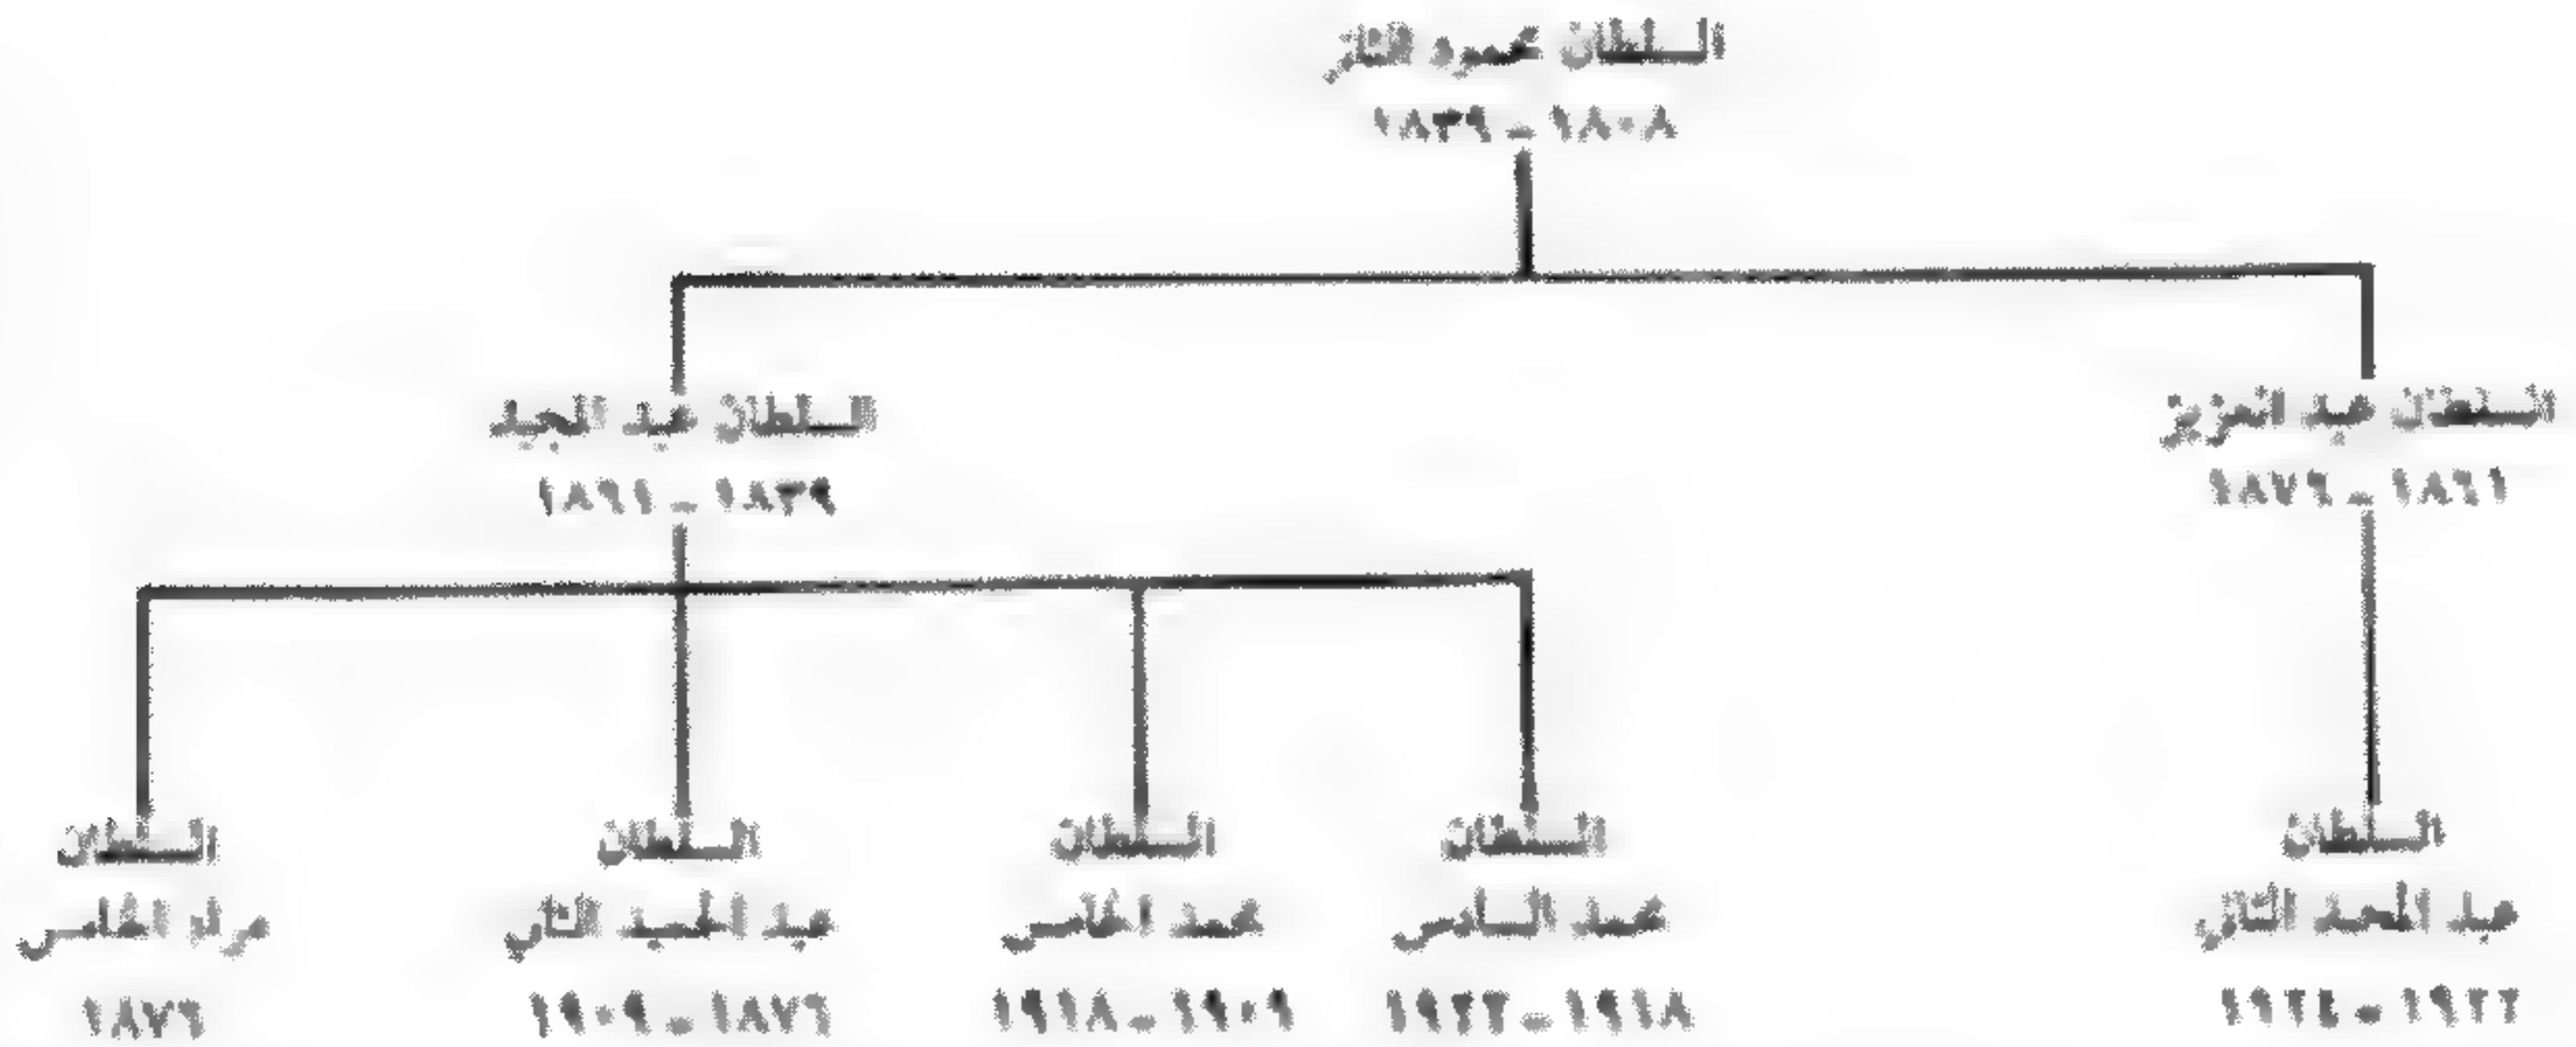 السلطان محمود الثاني
١٨٠٨ – ١٨٣٩
السلطان عبد العزيز
١٨٦١ – ١٨٧٦
السلطان عبد المجيد
١٨٣٩ – ١٨٦١
السلطان
عبد المجيد الثاني
١٩٢٢ – ١٩٢٤
السلطان
محمد السادس
١٩١٨ – ١٩٢٢
السلطان
محمد الخامس
١٩٠٩ – ١٩١٨
السلطان
عبد الحميد الثاني
١٨٧٦ – ١٩٠٩
السلطان
مراد الخامس
١٨٧٦